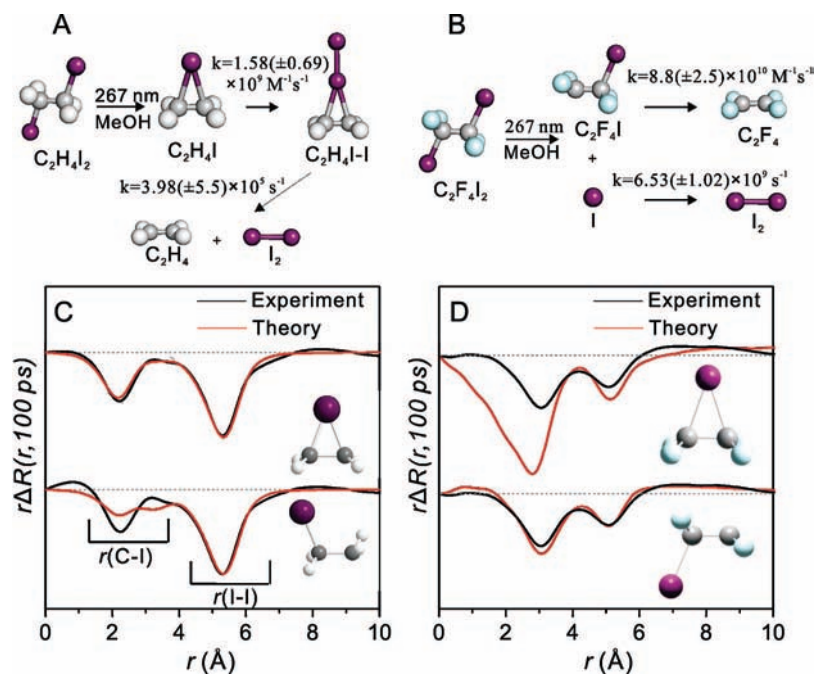 A
k=1.58(±0.69)
×10⁹ M⁻¹s⁻¹
267 nm
MeOH
C₂H₄I₂
C₂H₄I
C₂H₄I-I
k=3.98(±5.5)×10⁵ s⁻¹
C₂H₄
+
I₂
B
267 nm
MeOH
C₂F₄I₂
C₂F₄I
+
I
k=8.8(±2.5)×10¹⁰ M⁻¹s⁻¹
C₂F₄
k=6.53(±1.02)×10⁹ s⁻¹
I₂
C
Experiment
Theory
rΔR(r,100 ps)
r(C-I)
r(I-I)
0 2 4 6 8 10
r (Å)
D
Experiment
Theory
rΔR(r,100 ps)
0 2 4 6 8 10
r (Å)